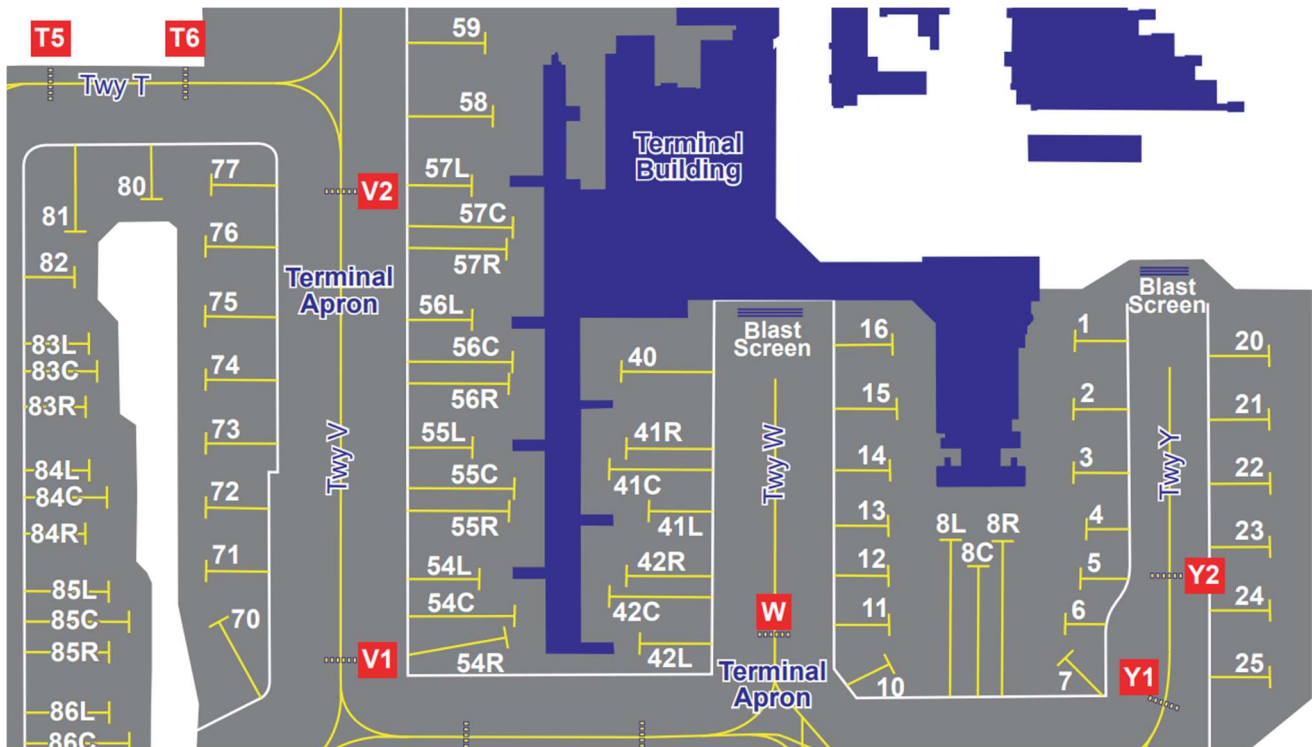 T5
T6
Twy T
81
80
82
83L
83C
83R
84L
84C
84R
85L
85C
85R
86L
86C
77
76
75
74
73
72
71
70
V2
Terminal
Apron
Twy V
V1
59
58
57L
57C
57R
56L
56C
56R
55L
55C
55R
54L
54C
54R
Terminal
Building
40
41R
41C
41L
42R
42C
42L
Blast
Screen
Twy W
W
Terminal
Apron
16
15
14
13
12
11
10
8L
8C
8R
1
2
3
4
5
6
7
Blast
Screen
Twy Y
Y2
Y1
20
21
22
23
24
25